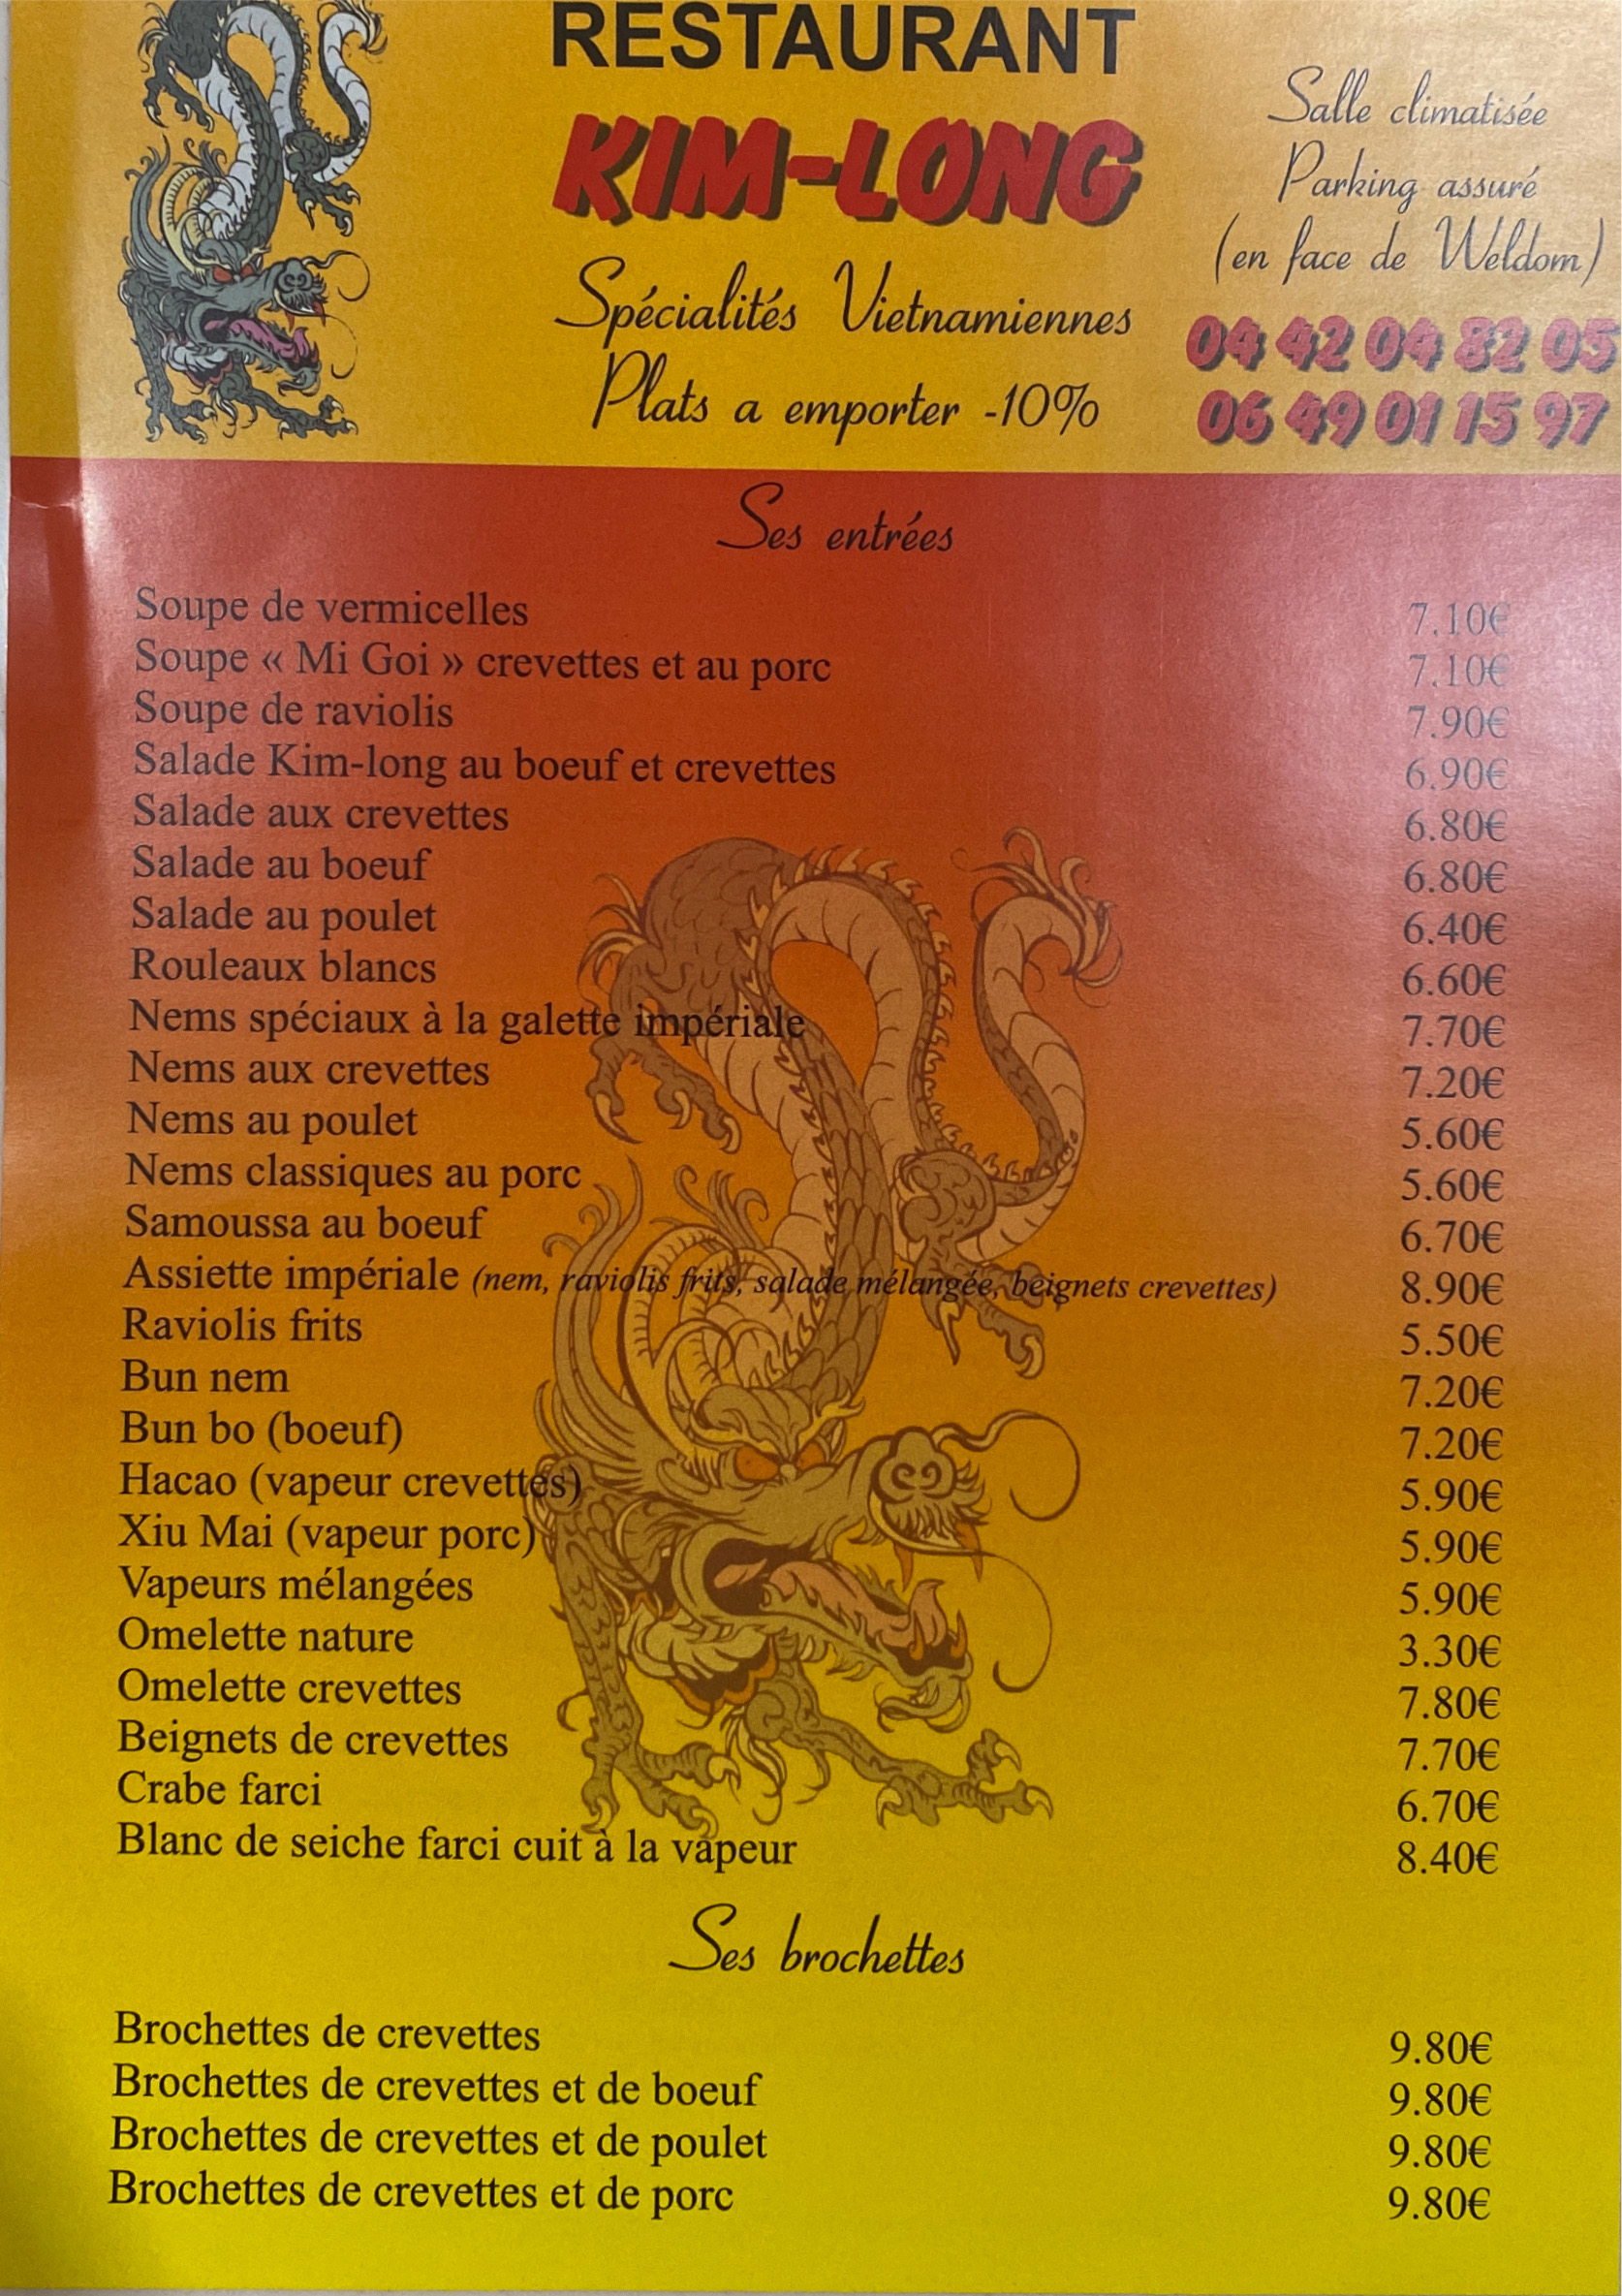 RESTAURANT
KIM-LONG
Spécialités Vietnamiennes
Plats a emporter -10%
Salle climatisée
Parking assuré
(en face de Weldom)
04 42 04 82 05
06 49 01 15 97
Ses entrées
Soupe de vermicelles 7.10€
Soupe « Mi Goi » crevettes et au porc 7.10€
Soupe de raviolis 7.90€
Salade Kim-long au boeuf et crevettes 6.90€
Salade aux crevettes 6.80€
Salade au boeuf 6.80€
Salade au poulet 6.40€
Rouleaux blancs 6.60€
Nems spéciaux à la galette impériale 7.70€
Nems aux crevettes 7.20€
Nems au poulet 5.60€
Nems classiques au porc 5.60€
Samoussa au boeuf 6.70€
Assiette impériale (nem, raviolis frits, salade mélangée, beignets crevettes) 8.90€
Raviolis frits 5.50€
Bun nem 7.20€
Bun bo (boeuf) 7.20€
Hacao (vapeur crevettes) 5.90€
Xiu Mai (vapeur porc) 5.90€
Vapeurs mélangées 5.90€
Omelette nature 3.30€
Omelette crevettes 7.80€
Beignets de crevettes 7.70€
Crabe farci 6.70€
Blanc de seiche farci cuit à la vapeur 8.40€
Ses brochettes
Brochettes de crevettes 9.80€
Brochettes de crevettes et de boeuf 9.80€
Brochettes de crevettes et de poulet 9.80€
Brochettes de crevettes et de porc 9.80€